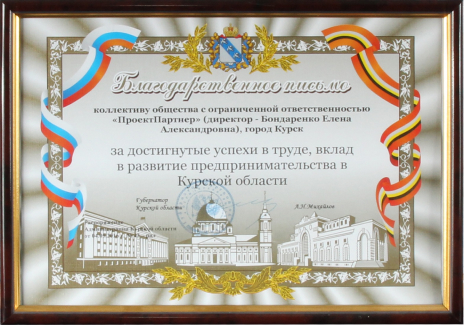 Благодарственное письмо
коллективу общества с ограниченной ответственностью
«ПроектПартнер» (директор - Бондаренко Елена
Александровна), город Курск
за достигнутые успехи в труде, вклад
в развитие предпринимательства в
Курской области
Губернатор
Курской области
А.Н.Михайлов
Распоряжение
Администрации Курской области